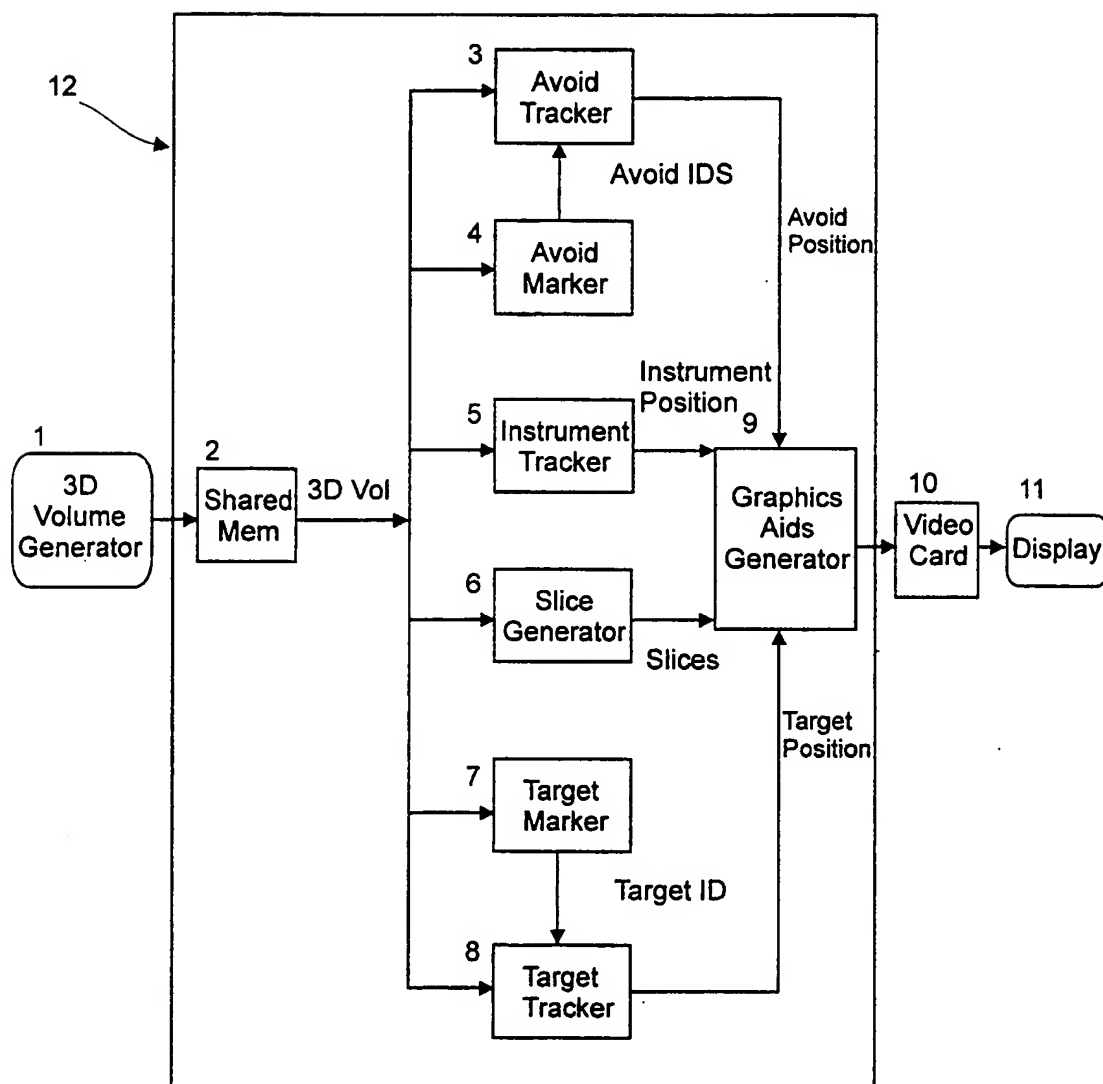 12
3
Avoid
Tracker
Avoid IDS
4
Avoid
Marker
Avoid
Position
Instrument
Position
5
Instrument
Tracker
9
Graphics
Aids
Generator
1
3D
Volume
Generator
2
Shared
Mem
3D Vol
10
Video
Card
11
Display
6
Slice
Generator
Slices
Target
Position
7
Target
Marker
Target ID
8
Target
Tracker